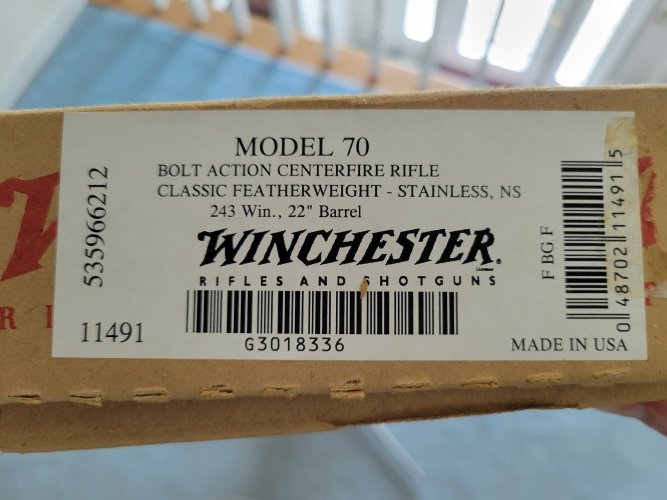 MODEL 70
BOLT ACTION CENTERFIRE RIFLE
CLASSIC FEATHERWEIGHT - STAINLESS, NS
243 Win., 22" Barrel
WINCHESTER
RIFLES AND SHOTGUNS
G3018336
535966212
11491
F BG F
0 48702 11491 5
MADE IN USA